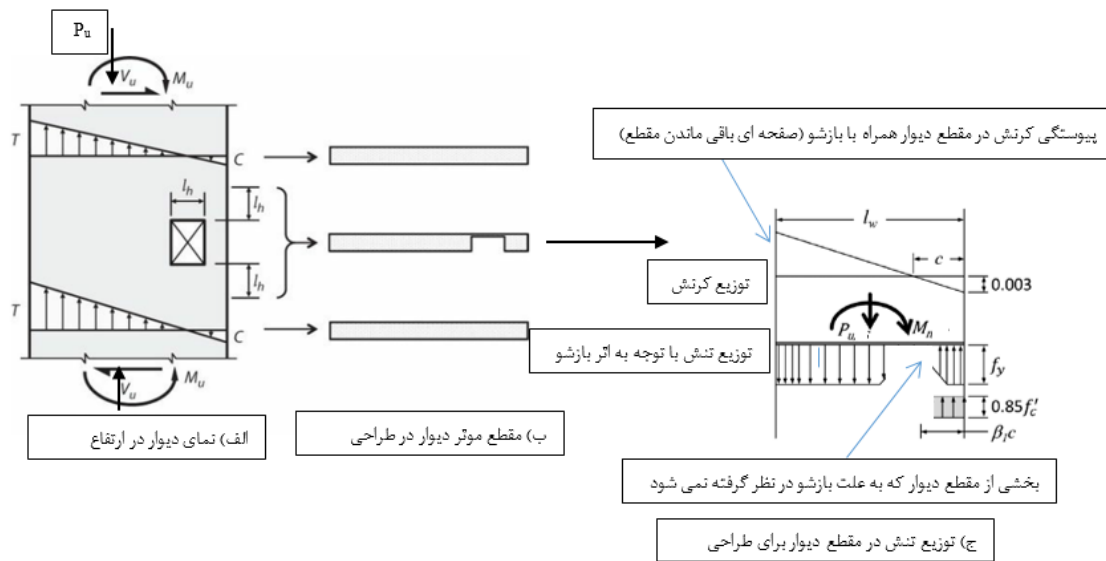 Pu
Vu
Mu
T
C
lh
lh
lh
T
C
Vu
Mu
الف) نمای دیوار در ارتفاع
ب) مقطع موثر دیوار در طراحی
پیوستگی کرنش در مقطع دیوار همراه با بازشو (صفحه ای باقی ماندن مقطع)
lw
c
0.003
توزیع کرنش
Pu
Mn
توزیع تنش با توجه به اثر بازشو
fy
0.85f'c
β1c
بخشی از مقطع دیوار که به علت بازشو در نظر گرفته نمی شود
ج) توزیع تنش در مقطع دیوار برای طراحی